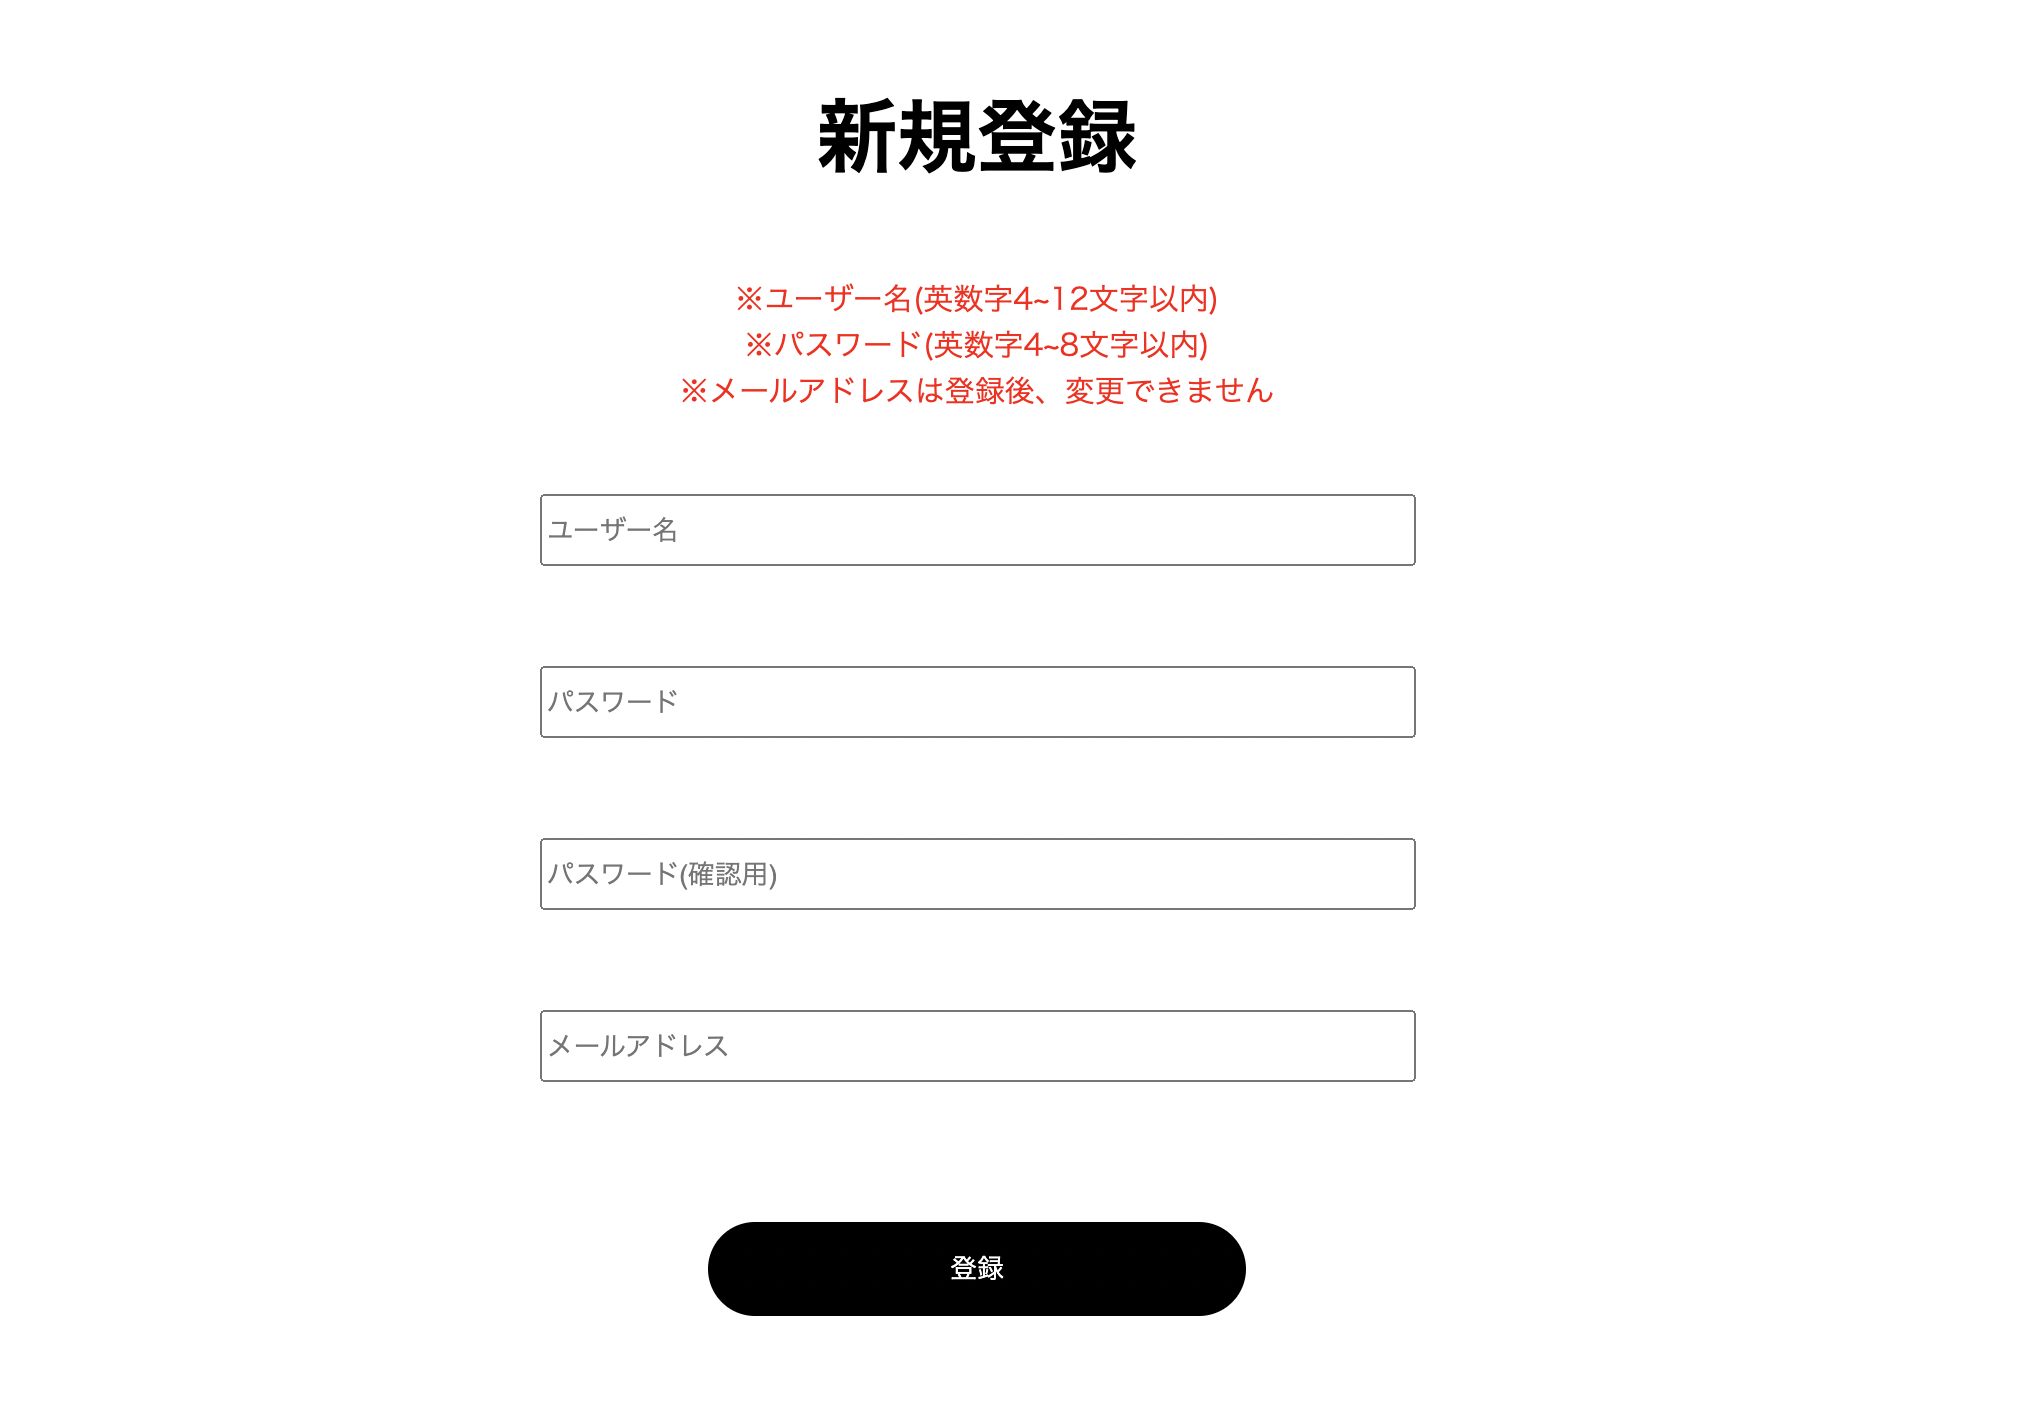 新規登録
※ユーザー名(英数字4~12文字以内)
※パスワード(英数字4~8文字以内)
※メールアドレスは登録後、変更できません
ユーザー名
パスワード
パスワード(確認用)
メールアドレス
登録